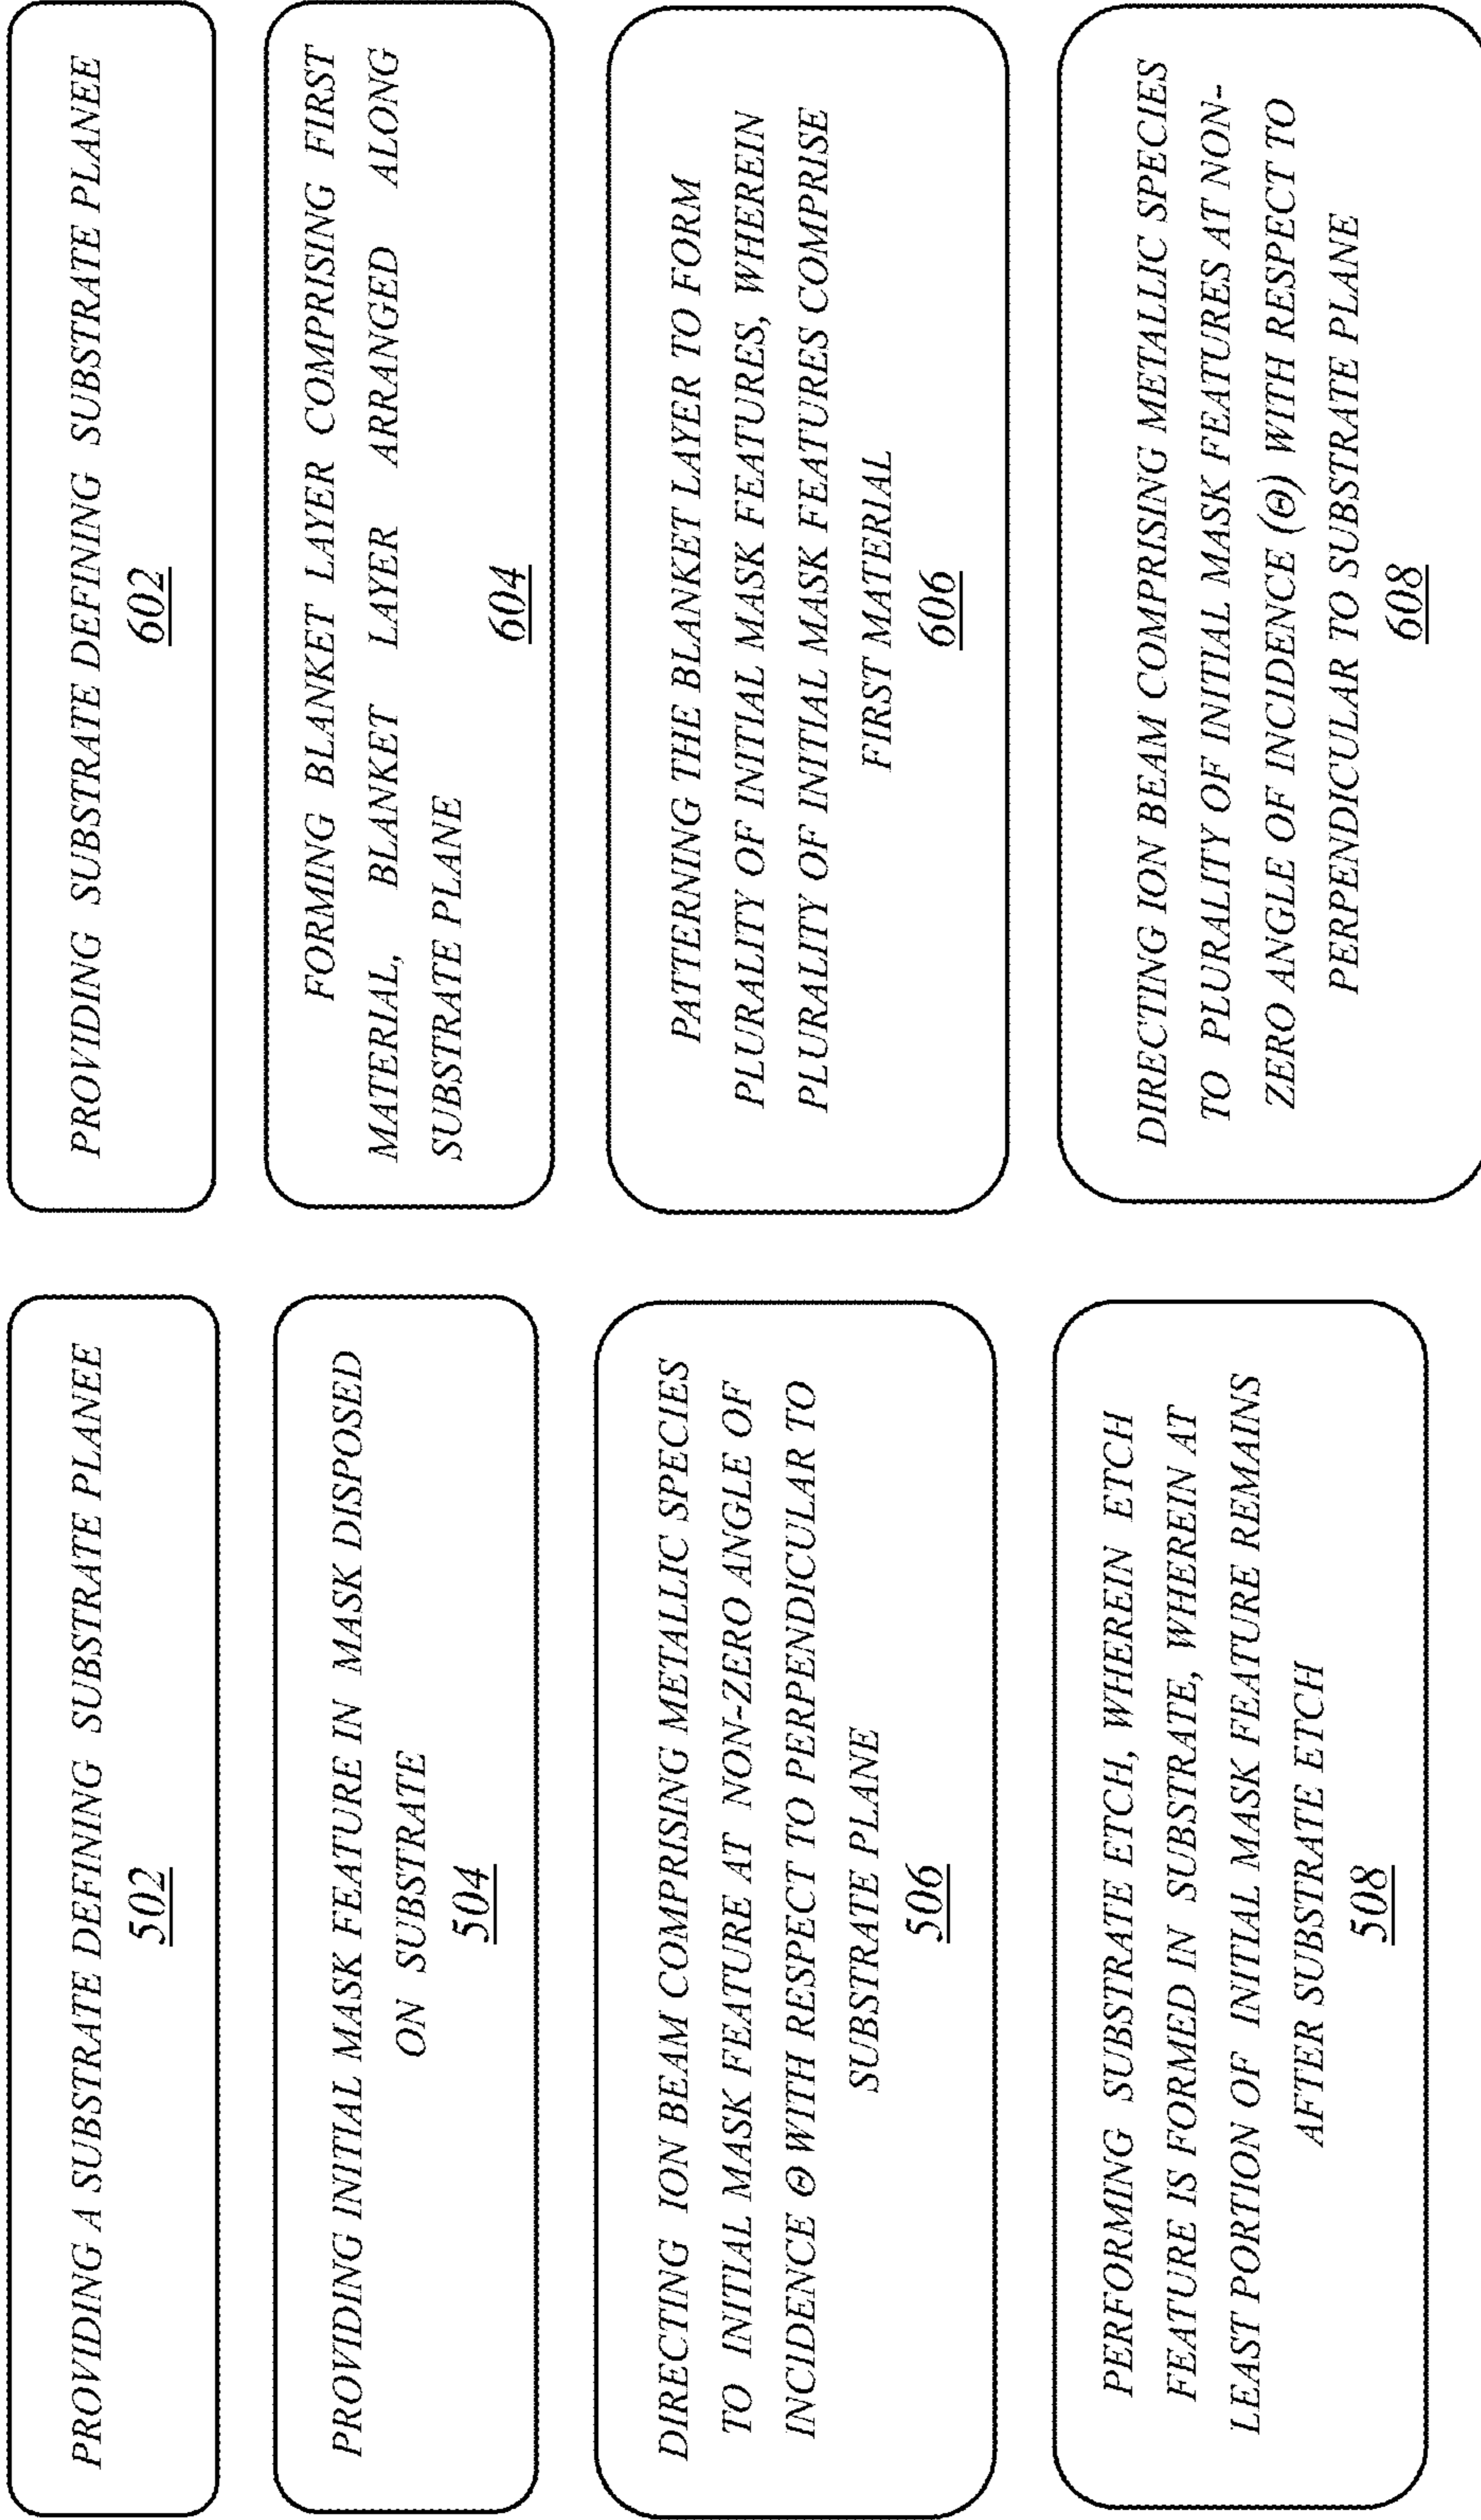 PROVIDING A SUBSTRATE DEFINING SUBSTRATE PLANEE
502
PROVIDING INITIAL MASK FEATURE IN MASK DISPOSED
ON SUBSTRATE
504
DIRECTING ION BEAM COMPRISING METALLIC SPECIES
TO INITIAL MASK FEATURE AT NON-ZERO ANGLE OF
INCIDENCE Θ WITH RESPECT TO PERPENDICULAR TO
SUBSTRATE PLANE
506
PERFORMING SUBSTRATE ETCH, WHEREIN ETCH
FEATURE IS FORMED IN SUBSTRATE, WHEREIN AT
LEAST PORTION OF INITIAL MASK FEATURE REMAINS
AFTER SUBSTRATE ETCH
508
PROVIDING SUBSTRATE DEFINING SUBSTRATE PLANEE
602
FORMING BLANKET LAYER COMPRISING FIRST
MATERIAL, BLANKET LAYER ARRANGED ALONG
SUBSTRATE PLANE
604
PATTERNING THE BLANKET LAYER TO FORM
PLURALITY OF INITIAL MASK FEATURES, WHEREIN
PLURALITY OF INITIAL MASK FEATURES COMPRISE
FIRST MATERIAL
606
DIRECTING ION BEAM COMPRISING METALLIC SPECIES
TO PLURALITY OF INITIAL MASK FEATURES AT NON-
ZERO ANGLE OF INCIDENCE (Θ) WITH RESPECT TO
PERPENDICULAR TO SUBSTRATE PLANE
608